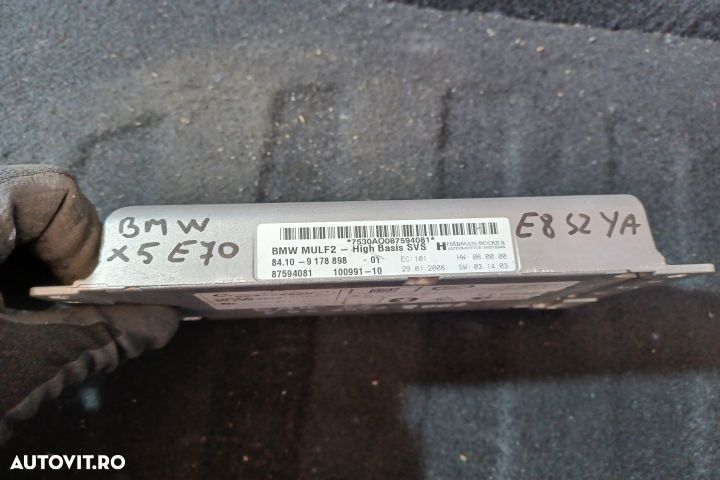 BMW
X5 E70
*7530AO087594081*
BMW MULF2 - High Basis SVS
HARMAN/BECKER
AUTOMOTIVE SYSTEMS
84.10 - 9 178 898 - 01
EC:101
HW: 06.00.00
87594081 100991-10
29.01.2008
SW: 03.14.03
E8 S2 YA
AUTOVIT.RO